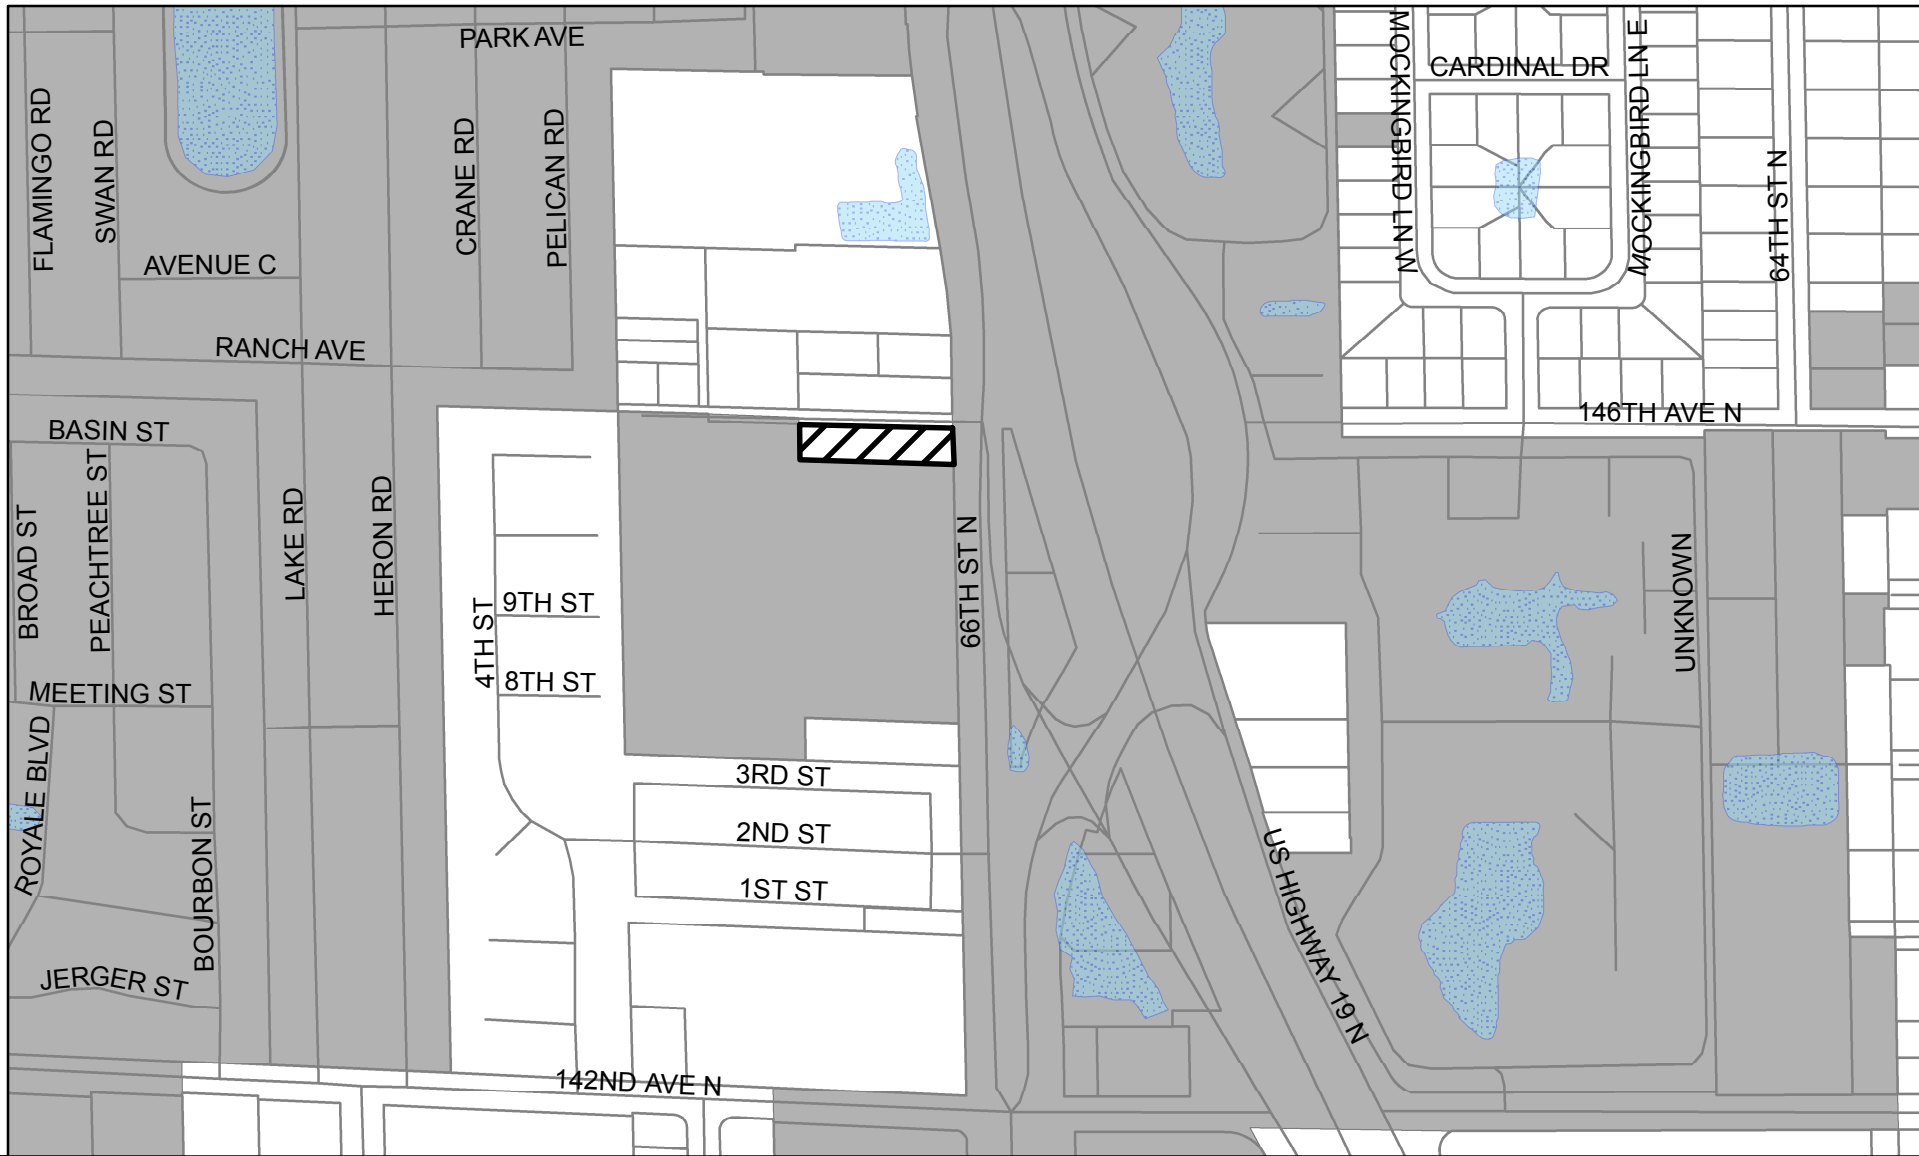 PARK AVE
MOCKINGBIRD LN W
CARDINAL DR
MOCKINGBIRD LN E
FLAMINGO RD
SWAN RD
CRANE RD
PELICAN RD
64TH ST N
AVENUE C
RANCH AVE
146TH AVE N
BASIN ST
BROAD ST
PEACHTREE ST
LAKE RD
HERON RD
4TH ST
9TH ST
66TH ST N
UNKNOWN
8TH ST
MEETING ST
ROYALE BLVD
3RD ST
2ND ST
BOURBON ST
1ST ST
US HIGHWAY 19 N
JERGER ST
142ND AVE N